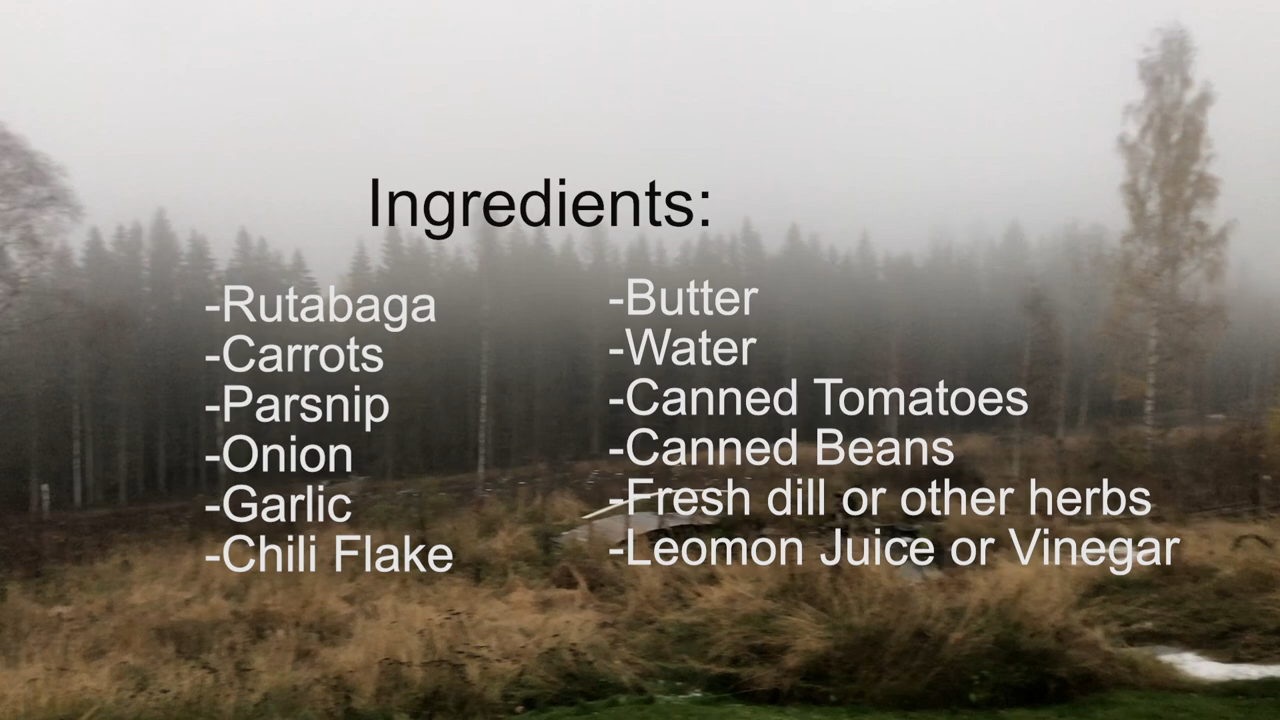 Ingredients:
-Rutabaga
-Carrots
-Parsnip
-Onion
-Garlic
-Chili Flake
-Butter
-Water
-Canned Tomatoes
-Canned Beans
-Fresh dill or other herbs
-Leomon Juice or Vinegar